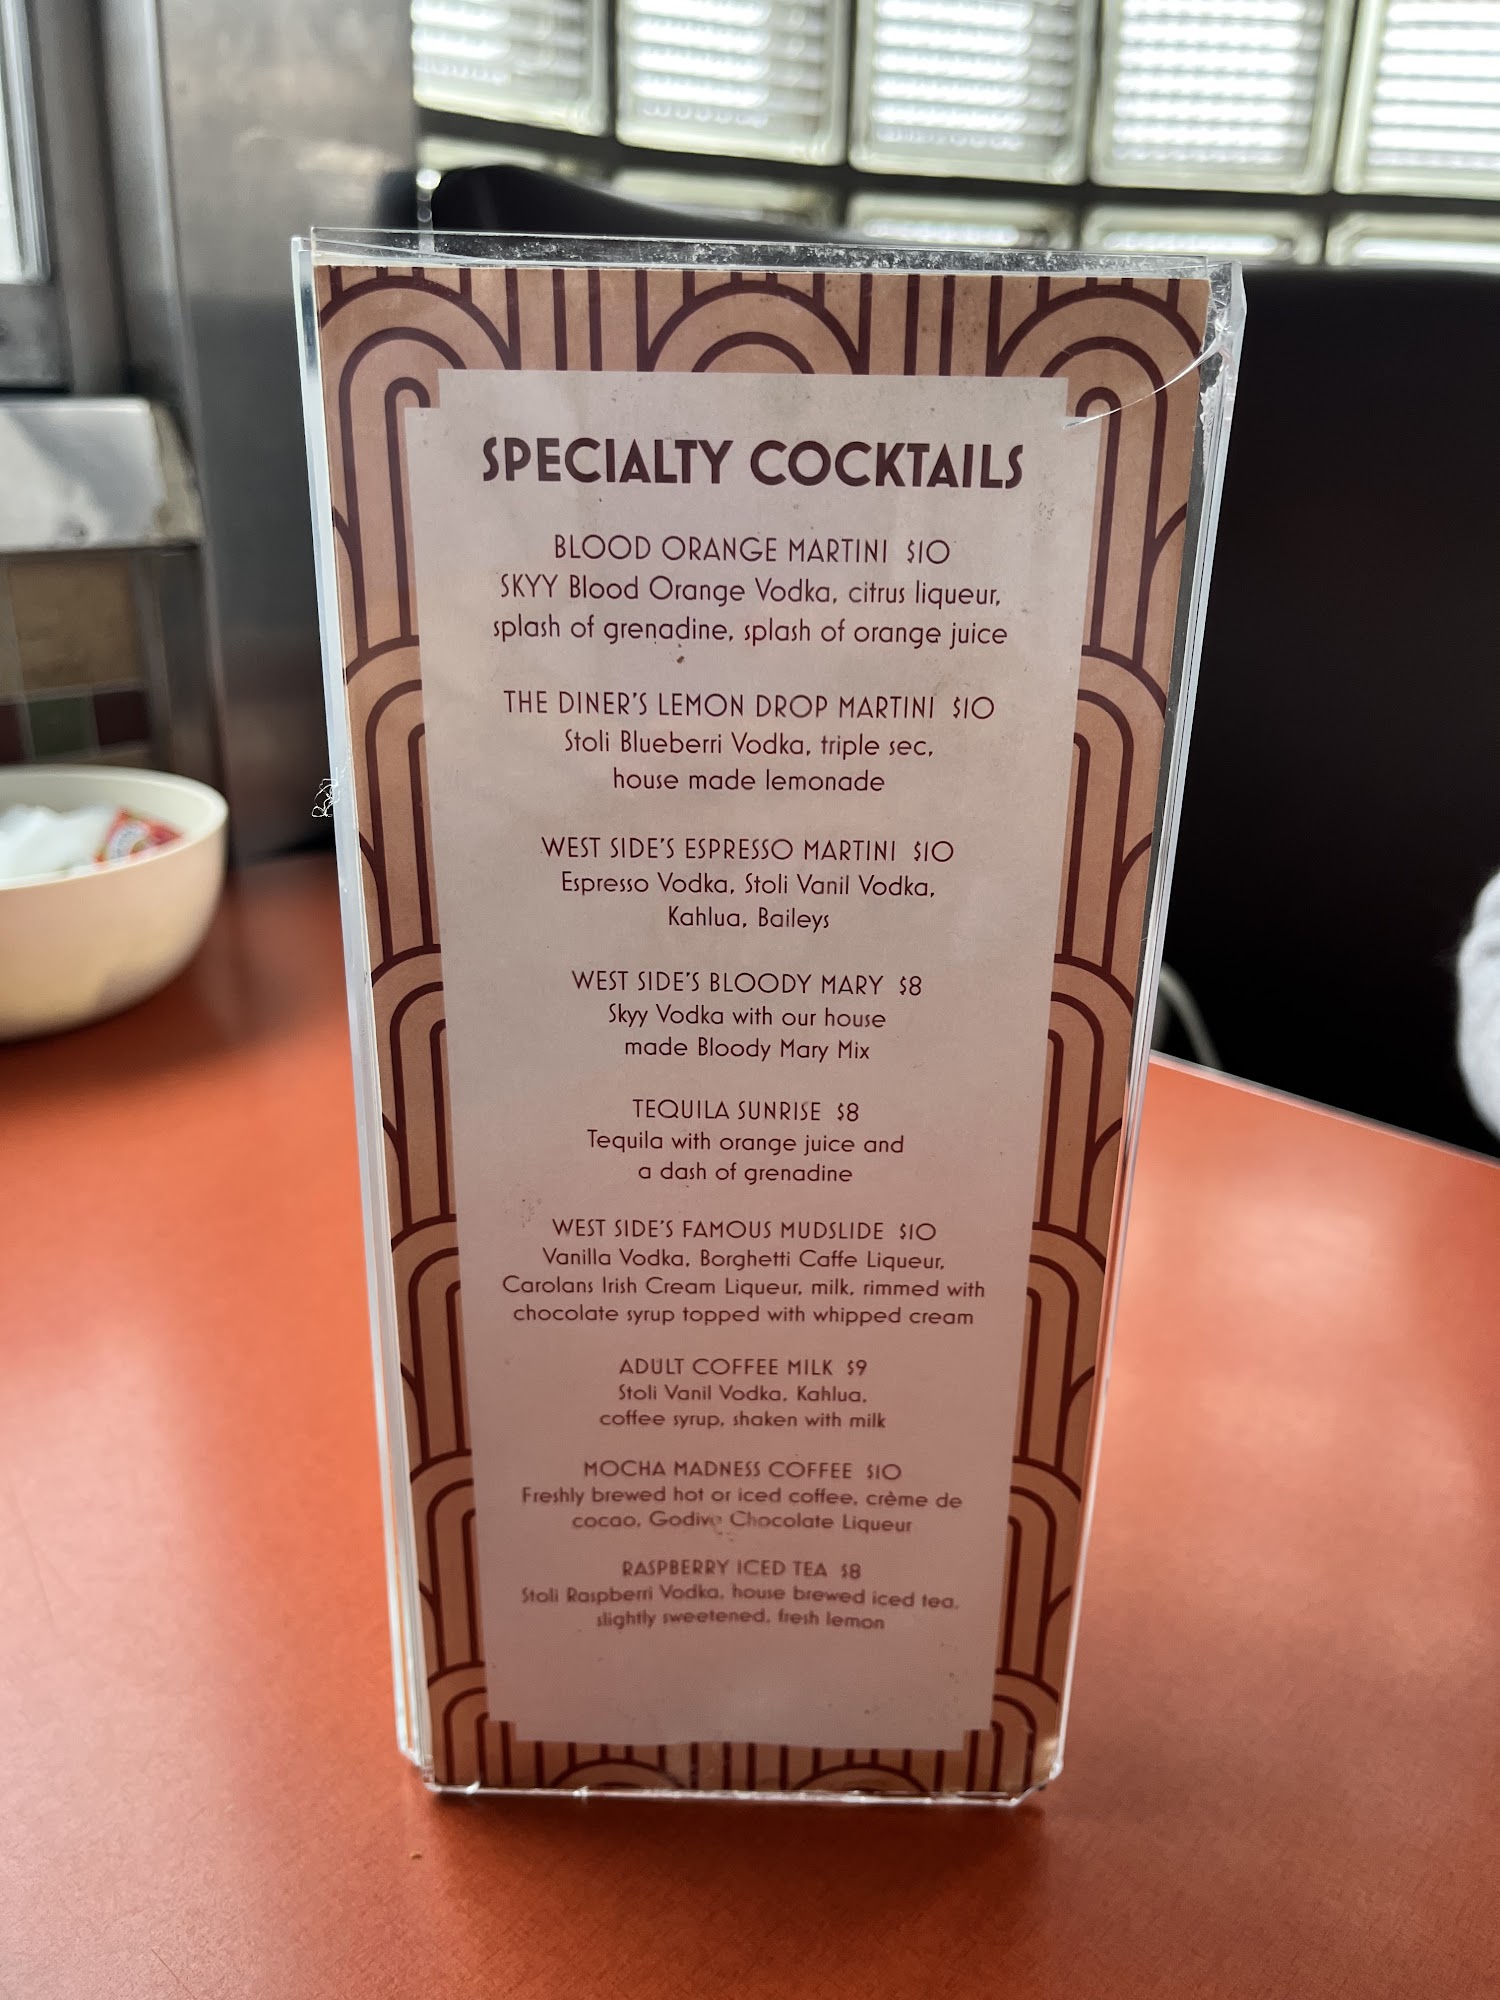 SPECIALTY COCKTAILS
BLOOD ORANGE MARTINI $10
SKYY Blood Orange Vodka, citrus liqueur,
splash of grenadine, splash of orange juice
THE DINER'S LEMON DROP MARTINI $10
Stoli Blueberri Vodka, triple sec,
house made lemonade
WEST SIDE'S ESPRESSO MARTINI $10
Espresso Vodka, Stoli Vanil Vodka,
Kahlua, Baileys
WEST SIDE'S BLOODY MARY $8
Skyy Vodka with our house
made Bloody Mary Mix
TEQUILA SUNRISE $8
Tequila with orange juice and
a dash of grenadine
WEST SIDE'S FAMOUS MUDSLIDE $10
Vanilla Vodka, Borghetti Caffe Liqueur,
Carolans Irish Cream Liqueur, milk, rimmed with
chocolate syrup topped with whipped cream
ADULT COFFEE MILK $9
Stoli Vanil Vodka, Kahlua,
coffee syrup, shaken with milk
MOCHA MADNESS COFFEE $10
Freshly brewed hot or iced coffee, crème de
cocao, Godiva Chocolate Liqueur
RASPBERRY ICED TEA $8
Stoli Raspberri Vodka, house brewed iced tea,
slightly sweetened, fresh lemon